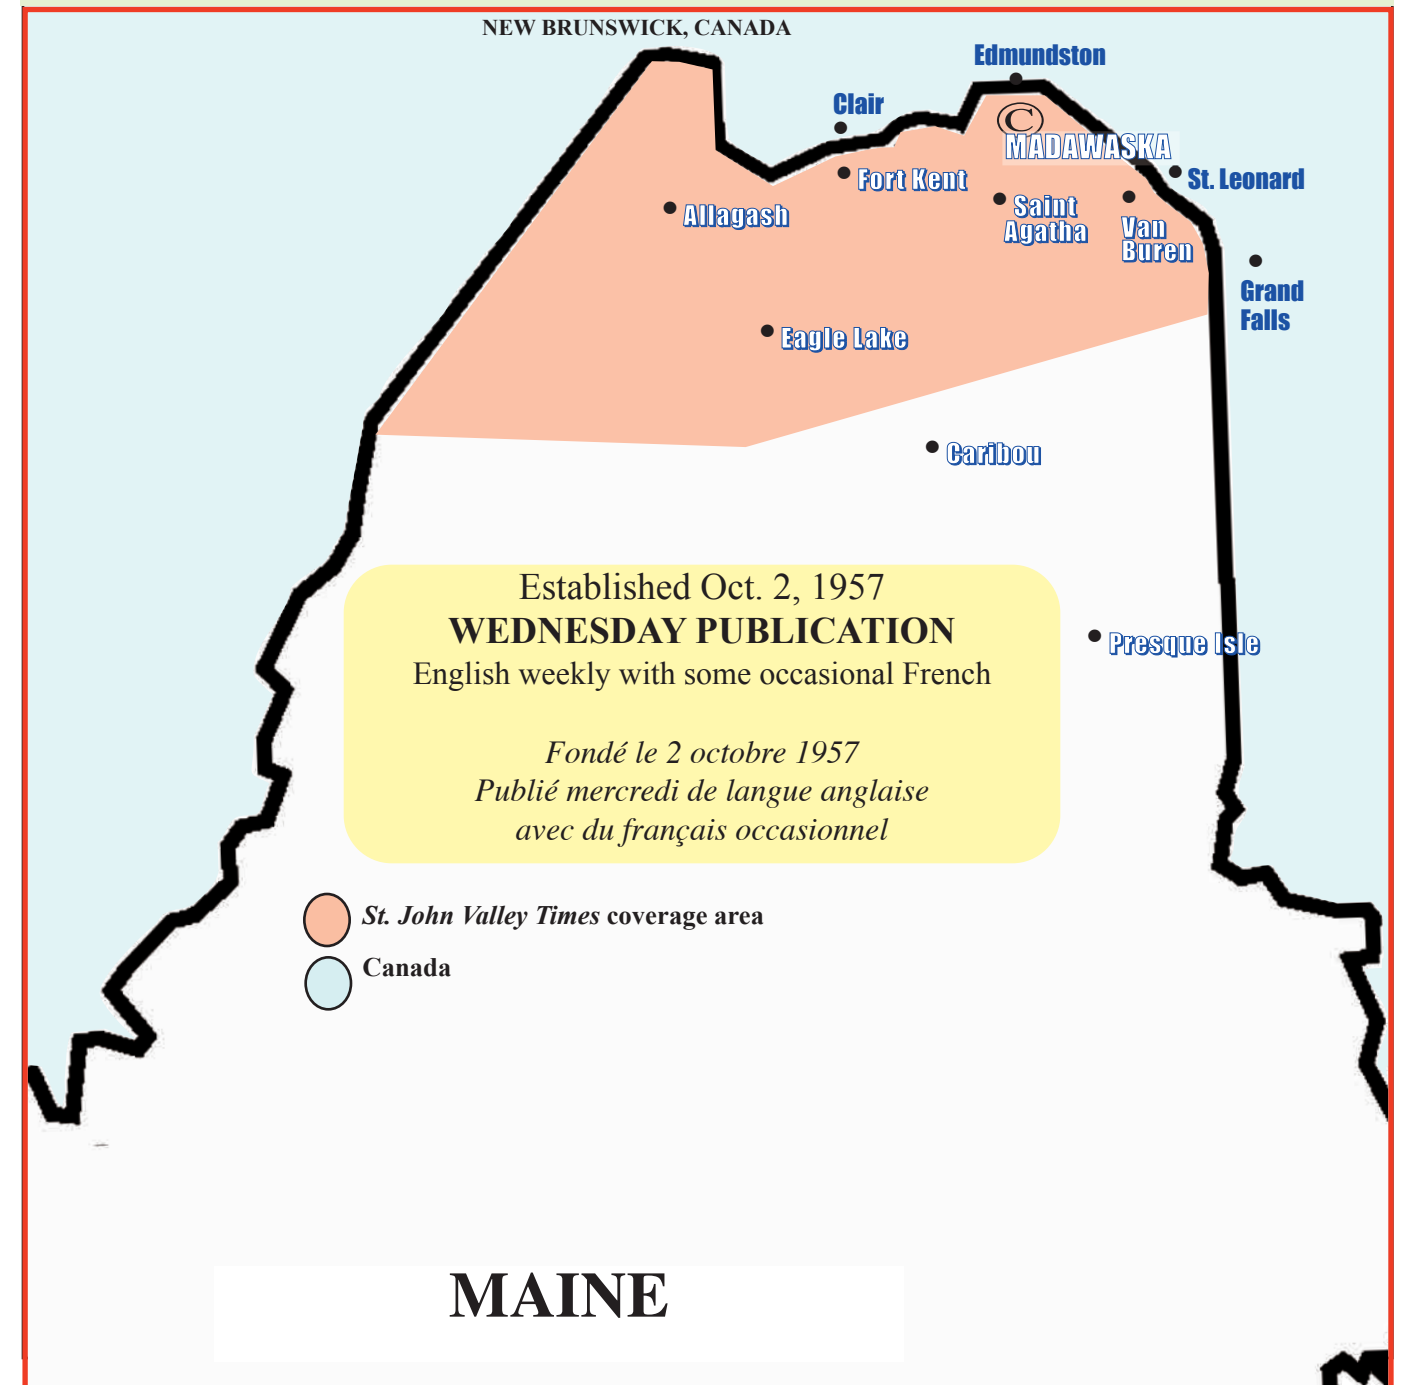 NEW BRUNSWICK, CANADA
Edmundston
Clair
©
MADAWASKA
Fort Kent
St. Leonard
Allagash
Saint
Agatha
Van
Buren
Grand
Falls
Eagle Lake
Caribou
Established Oct. 2, 1957
WEDNESDAY PUBLICATION
English weekly with some occasional French
Presque Isle
Fondé le 2 octobre 1957
Publié mercredi de langue anglaise
avec du français occasionnel
St. John Valley Times coverage area
Canada
MAINE